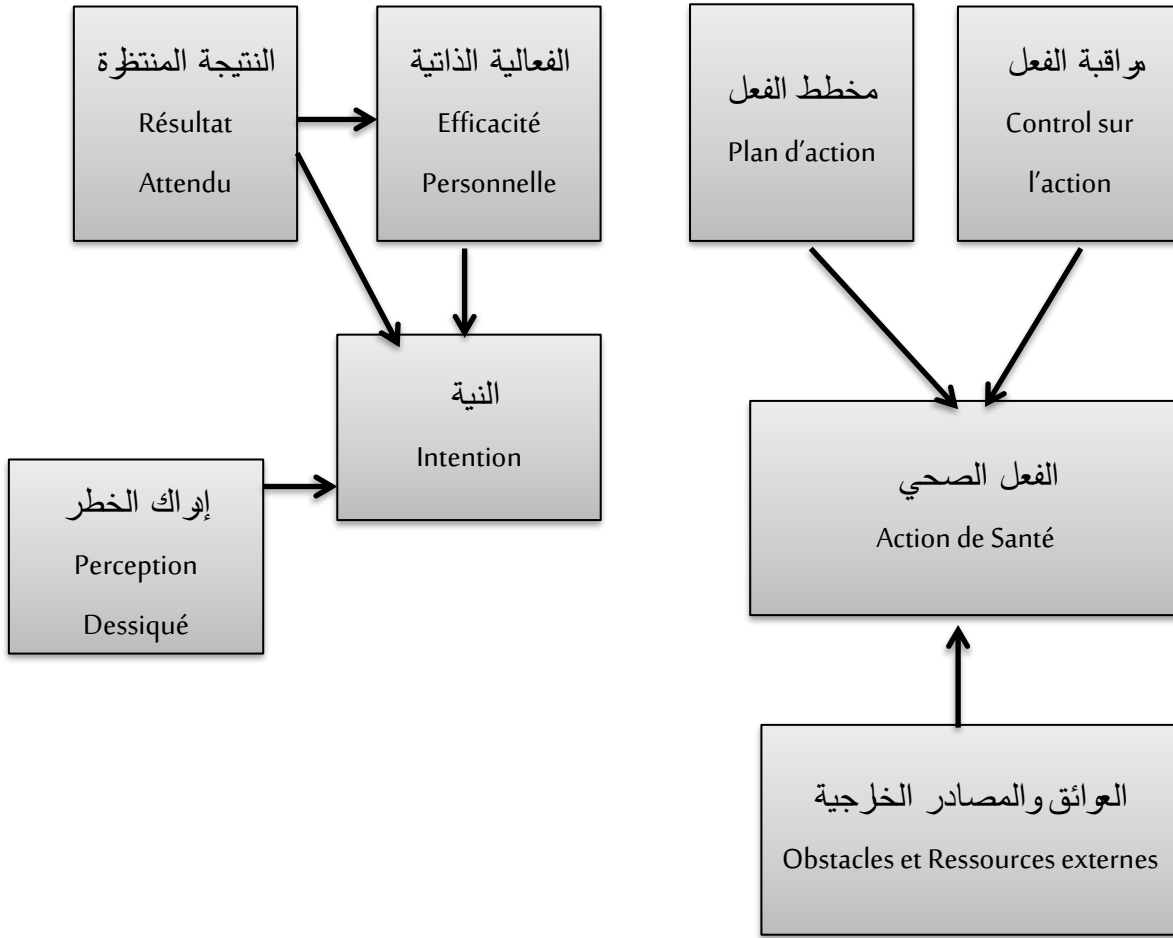 النتيجة المنتظرة
Résultat
Attendu
الفعالية الذاتية
Efficacité
Personnelle
مخطط الفعل
Plan d’action
مراقبة الفعل
Control sur
l’action
النية
Intention
إدراك الخطر
Perception
Dessiqué
الفعل الصحي
Action de Santé
العوائق والمصادر الخارجية
Obstacles et Ressources externes